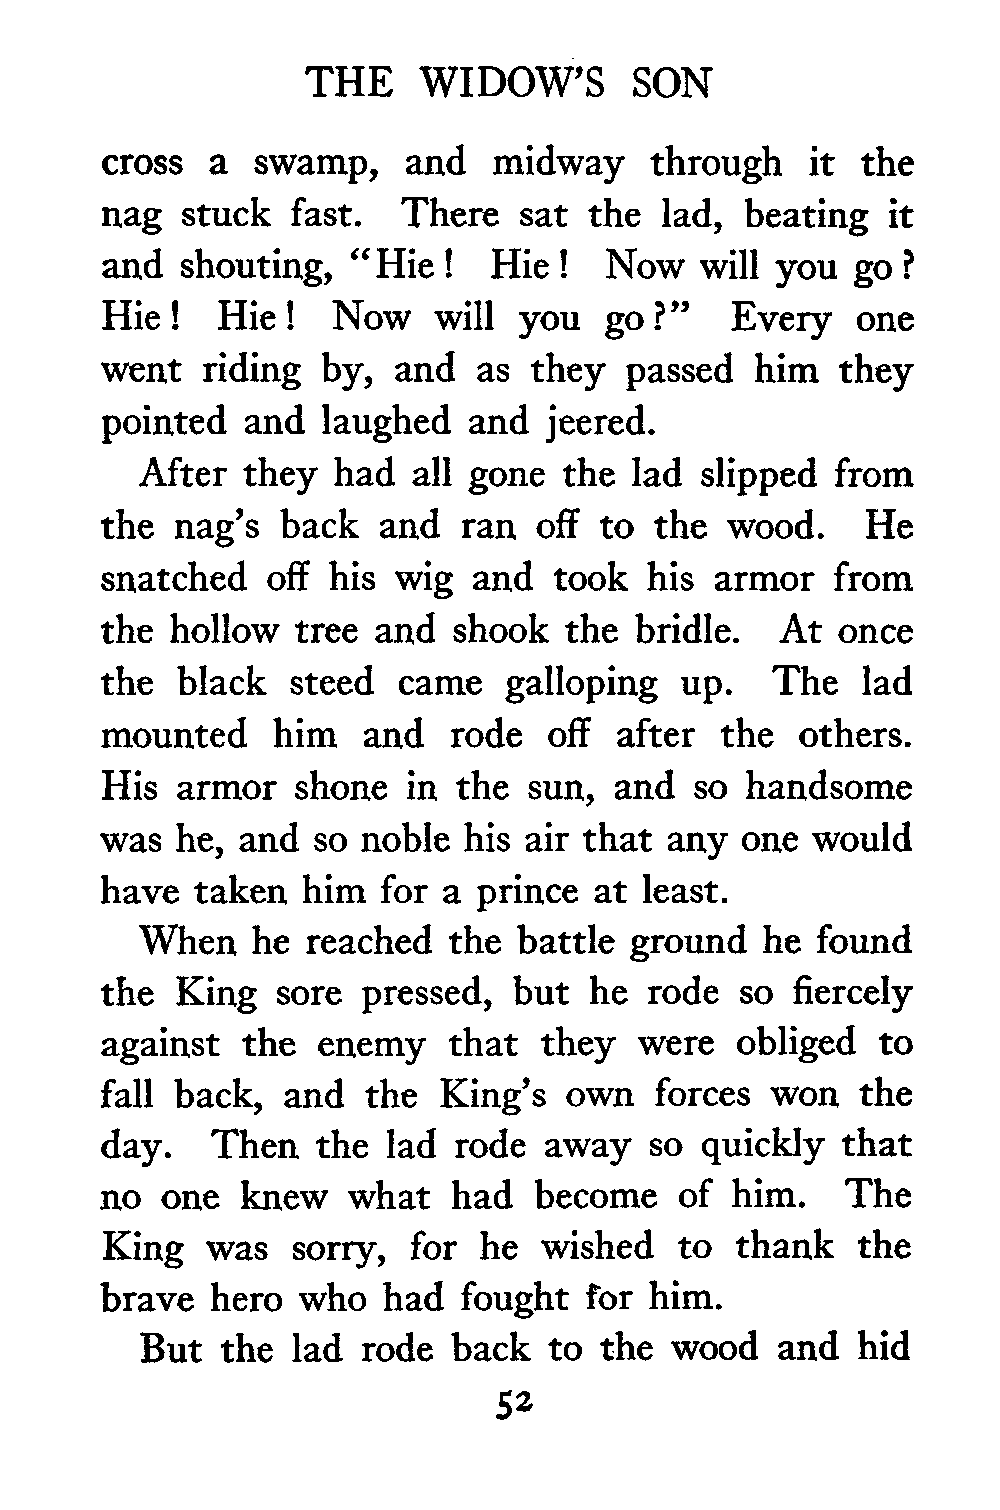 THE WIDOW'S SON
cross a swamp, and midway through it the
nag stuck fast. There sat the lad, beating it
and shouting, "Hie! Hie! Now will you go?
Hie! Hie! Now will you go?" Every one
went riding by, and as they passed him they
pointed and laughed and jeered.
After they had all gone the lad slipped from
the nag's back and ran off to the wood. He
snatched off his wig and took his armor from
the hollow tree and shook the bridle. At once
the black steed came galloping up. The lad
mounted him and rode off after the others.
His armor shone in the sun, and so handsome
was he, and so noble his air that any one would
have taken him for a prince at least.
When he reached the battle ground he found
the King sore pressed, but he rode so fiercely
against the enemy that they were obliged to
fall back, and the King's own forces won the
day. Then the lad rode away so quickly that
no one knew what had become of him. The
King was sorry, for he wished to thank the
brave hero who had fought for him.
But the lad rode back to the wood and hid
52